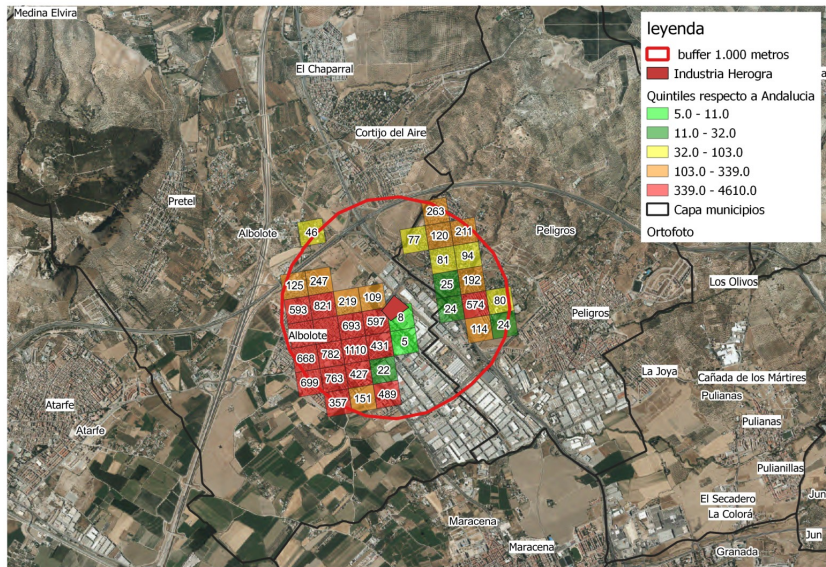 Medina Elvira
El Chaparral
Cortijo del Aire
Pretel
Albolote
Peligros
leyenda
buffer 1.000 metros
Industria Herogra
Quintiles respecto a Andalucia
5.0 - 11.0
11.0 - 32.0
32.0 - 103.0
103.0 - 339.0
339.0 - 4610.0
Capa municipios
Ortofoto
263
46
77
120
211
81
94
125
247
25
192
593
821
219
109
24
574
80
8
693
597
114
24
Albolote
5
668
782
1110
431
699
763
427
22
357
151
489
Los Olivos
Peligros
La Joya
Cañada de los Mártires
Pulianas
Atarfe
Atarfe
Pulianas
Pulianillas
El Secadero
La Colorá
Jun
Jun
Maracena
Maracena
Granada